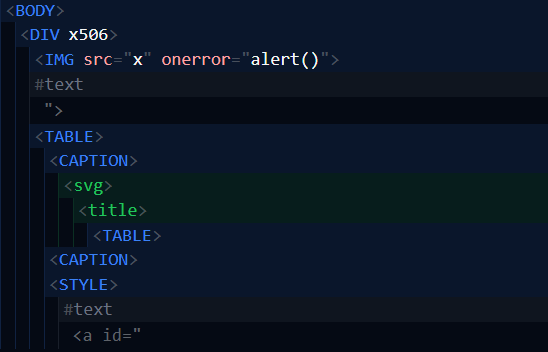 <BODY>
<DIV x506>
<IMG src="x" onerror="alert()">
#text
">
<TABLE>
<CAPTION>
<svg>
<title>
<TABLE>
<CAPTION>
<STYLE>
#text
<a id="